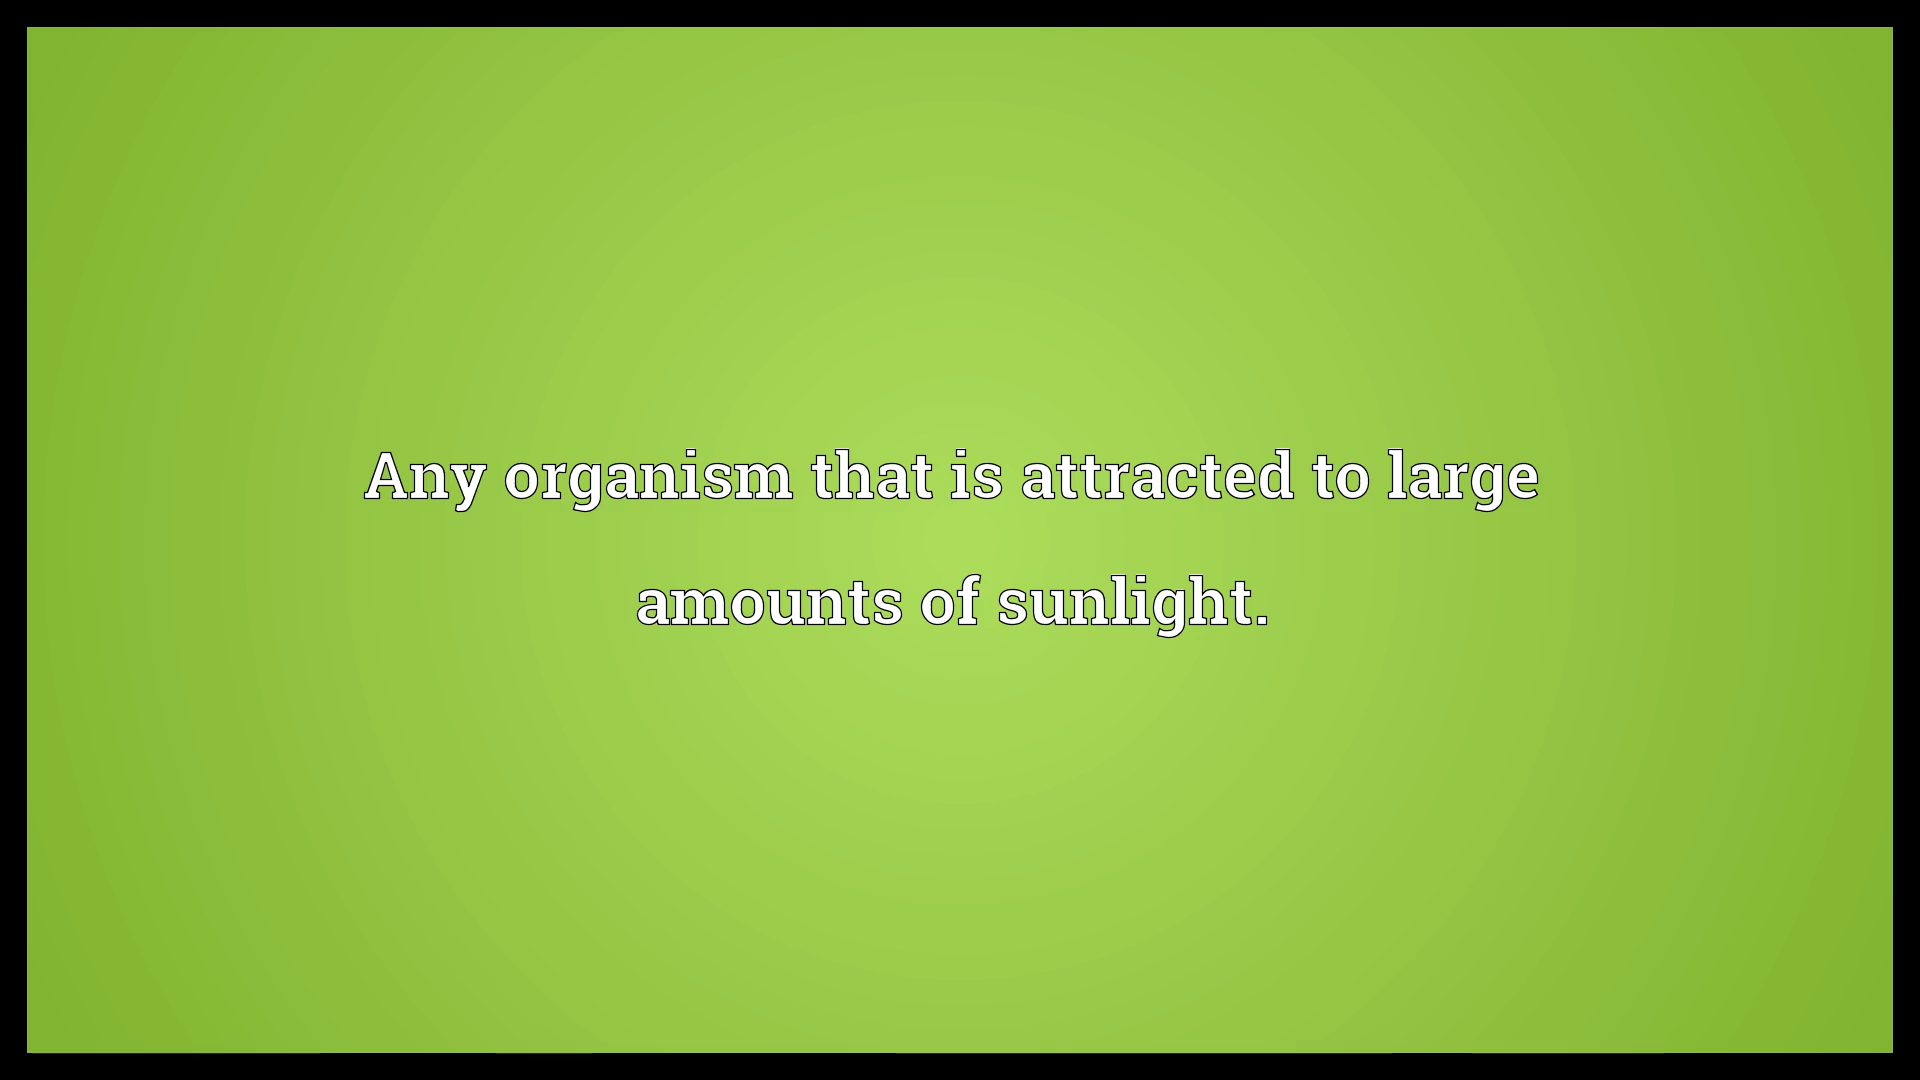 Any organism that is attracted to large
amounts of sunlight.